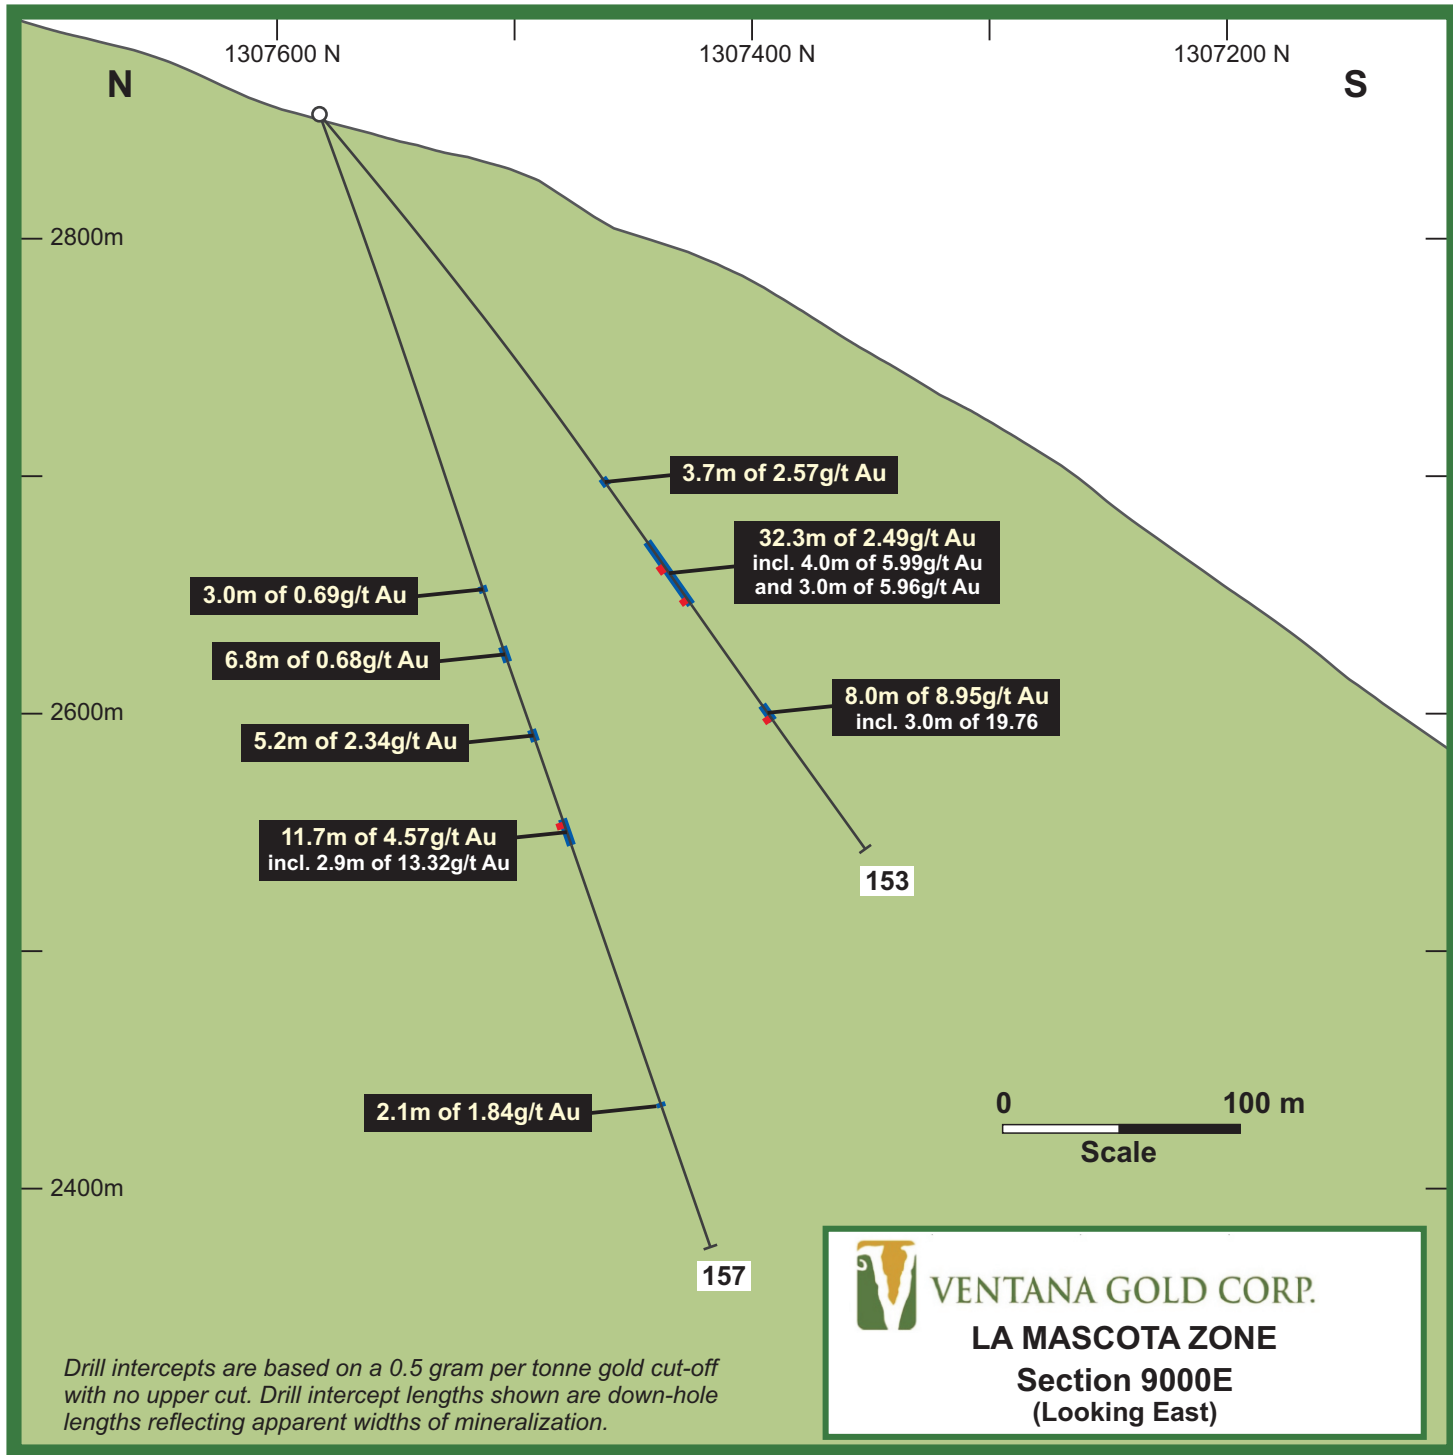 1307600 N
1307400 N
1307200 N
N
S
2800m
3.7m of 2.57g/t Au
32.3m of 2.49g/t Au
incl. 4.0m of 5.99g/t Au
and 3.0m of 5.96g/t Au
3.0m of 0.69g/t Au
6.8m of 0.68g/t Au
8.0m of 8.95g/t Au
incl. 3.0m of 19.76
2600m
5.2m of 2.34g/t Au
11.7m of 4.57g/t Au
incl. 2.9m of 13.32g/t Au
153
2.1m of 1.84g/t Au
0 100 m
Scale
2400m
157
VENTANA GOLD CORP.
LA MASCOTA ZONE
Section 9000E
(Looking East)
Drill intercepts are based on a 0.5 gram per tonne gold cut-off
with no upper cut. Drill intercept lengths shown are down-hole
lengths reflecting apparent widths of mineralization.